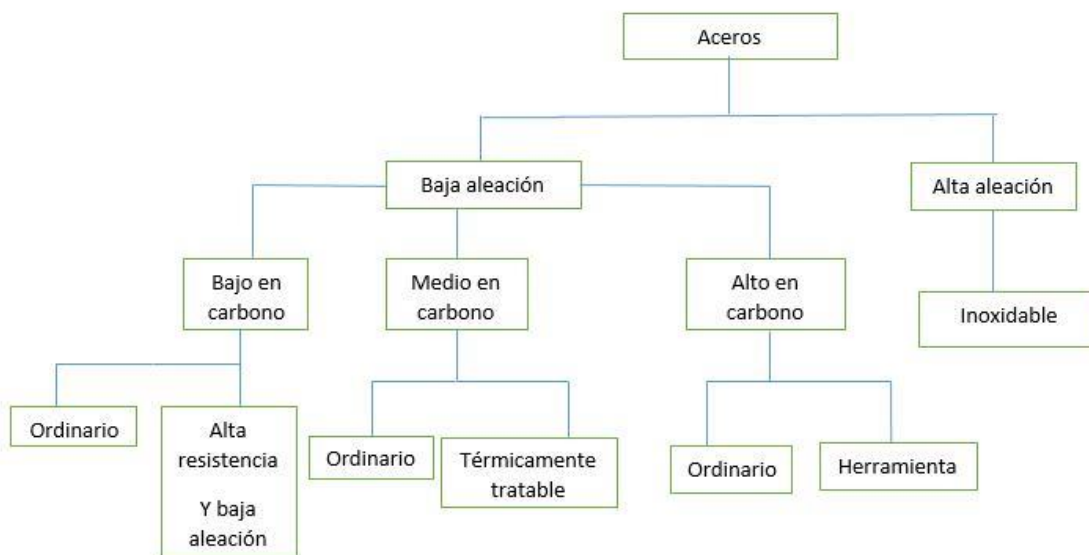 Aceros
Baja aleación
Alta aleación
Bajo en
carbono
Medio en
carbono
Alto en
carbono
Inoxidable
Ordinario
Alta
resistencia
Y baja
aleación
Ordinario
Térmicamente
tratable
Ordinario
Herramienta